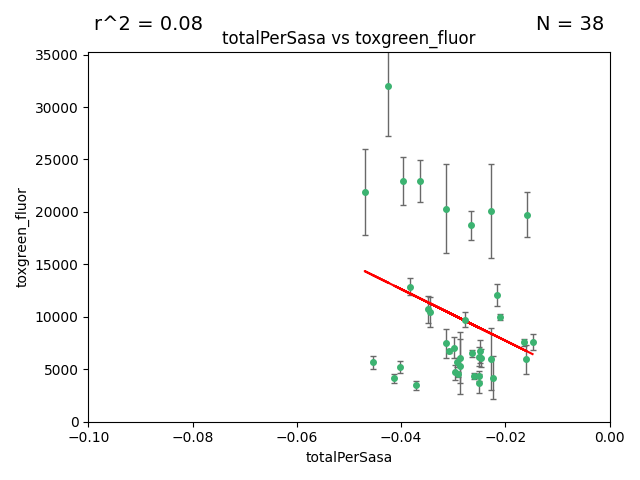 r^2 = 0.08
N = 38
totalPerSasa vs toxgreen_fluor
35000
30000
25000
20000
15000
10000
5000
0
toxgreen_fluor
−0.10
−0.08
−0.06
−0.04
−0.02
0.00
totalPerSasa